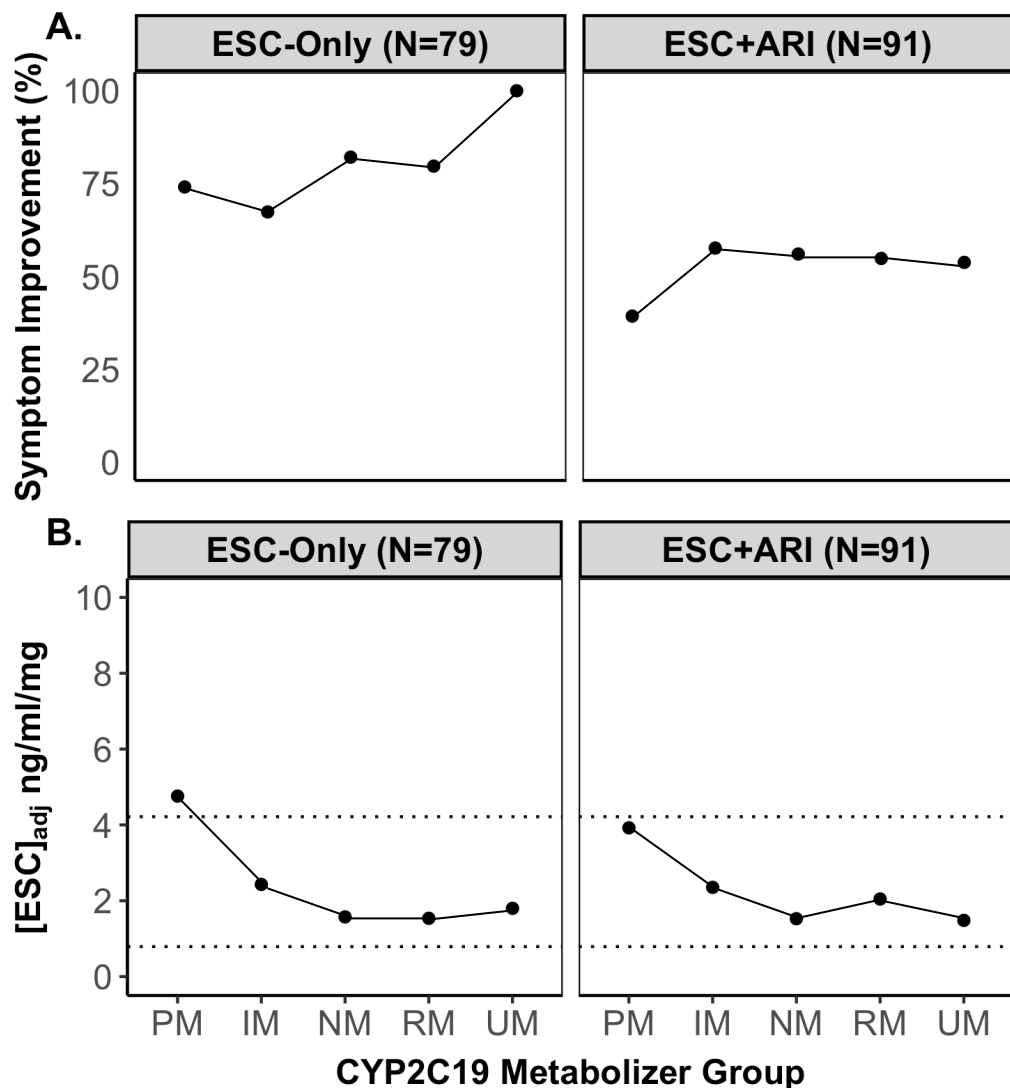 A.
ESC-Only (N=79)
ESC+ARI (N=91)
Symptom Improvement (%)
100
75
50
25
0
B.
ESC-Only (N=79)
ESC+ARI (N=91)
[ESC]adj ng/ml/mg
10
8
6
4
2
0
PM IM NM RM UM PM IM NM RM UM
CYP2C19 Metabolizer Group